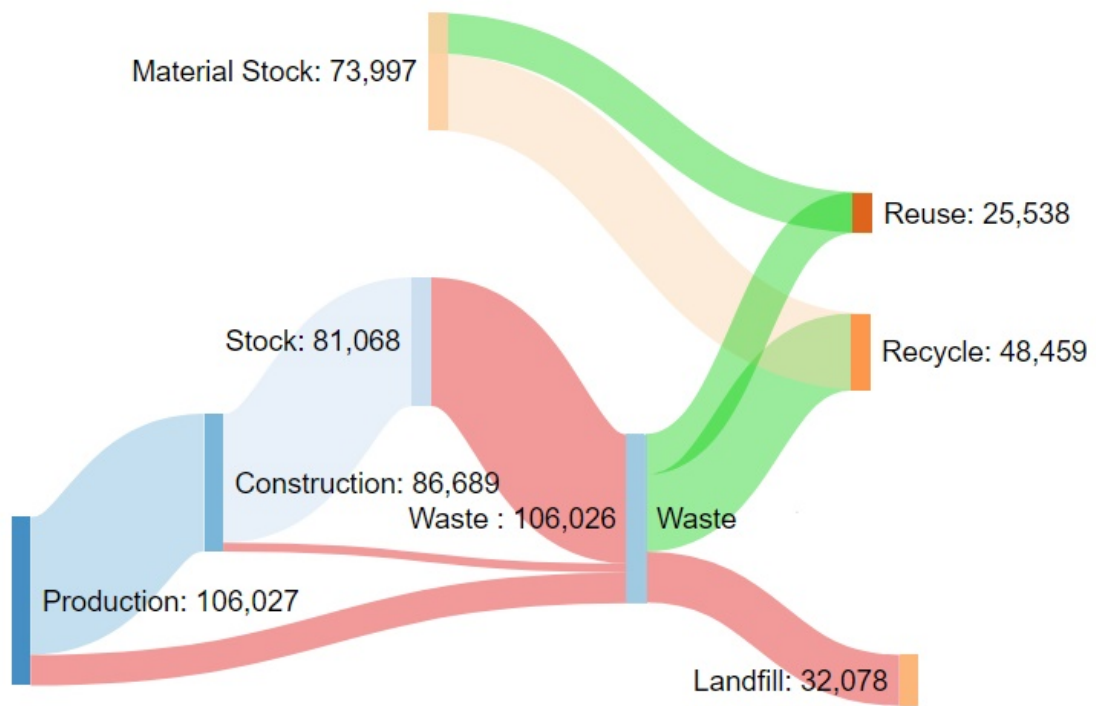 Material Stock: 73,997
Reuse: 25,538
Stock: 81,068
Recycle: 48,459
Construction: 86,689
Waste : 106,026
Waste
Production: 106,027
Landfill: 32,078